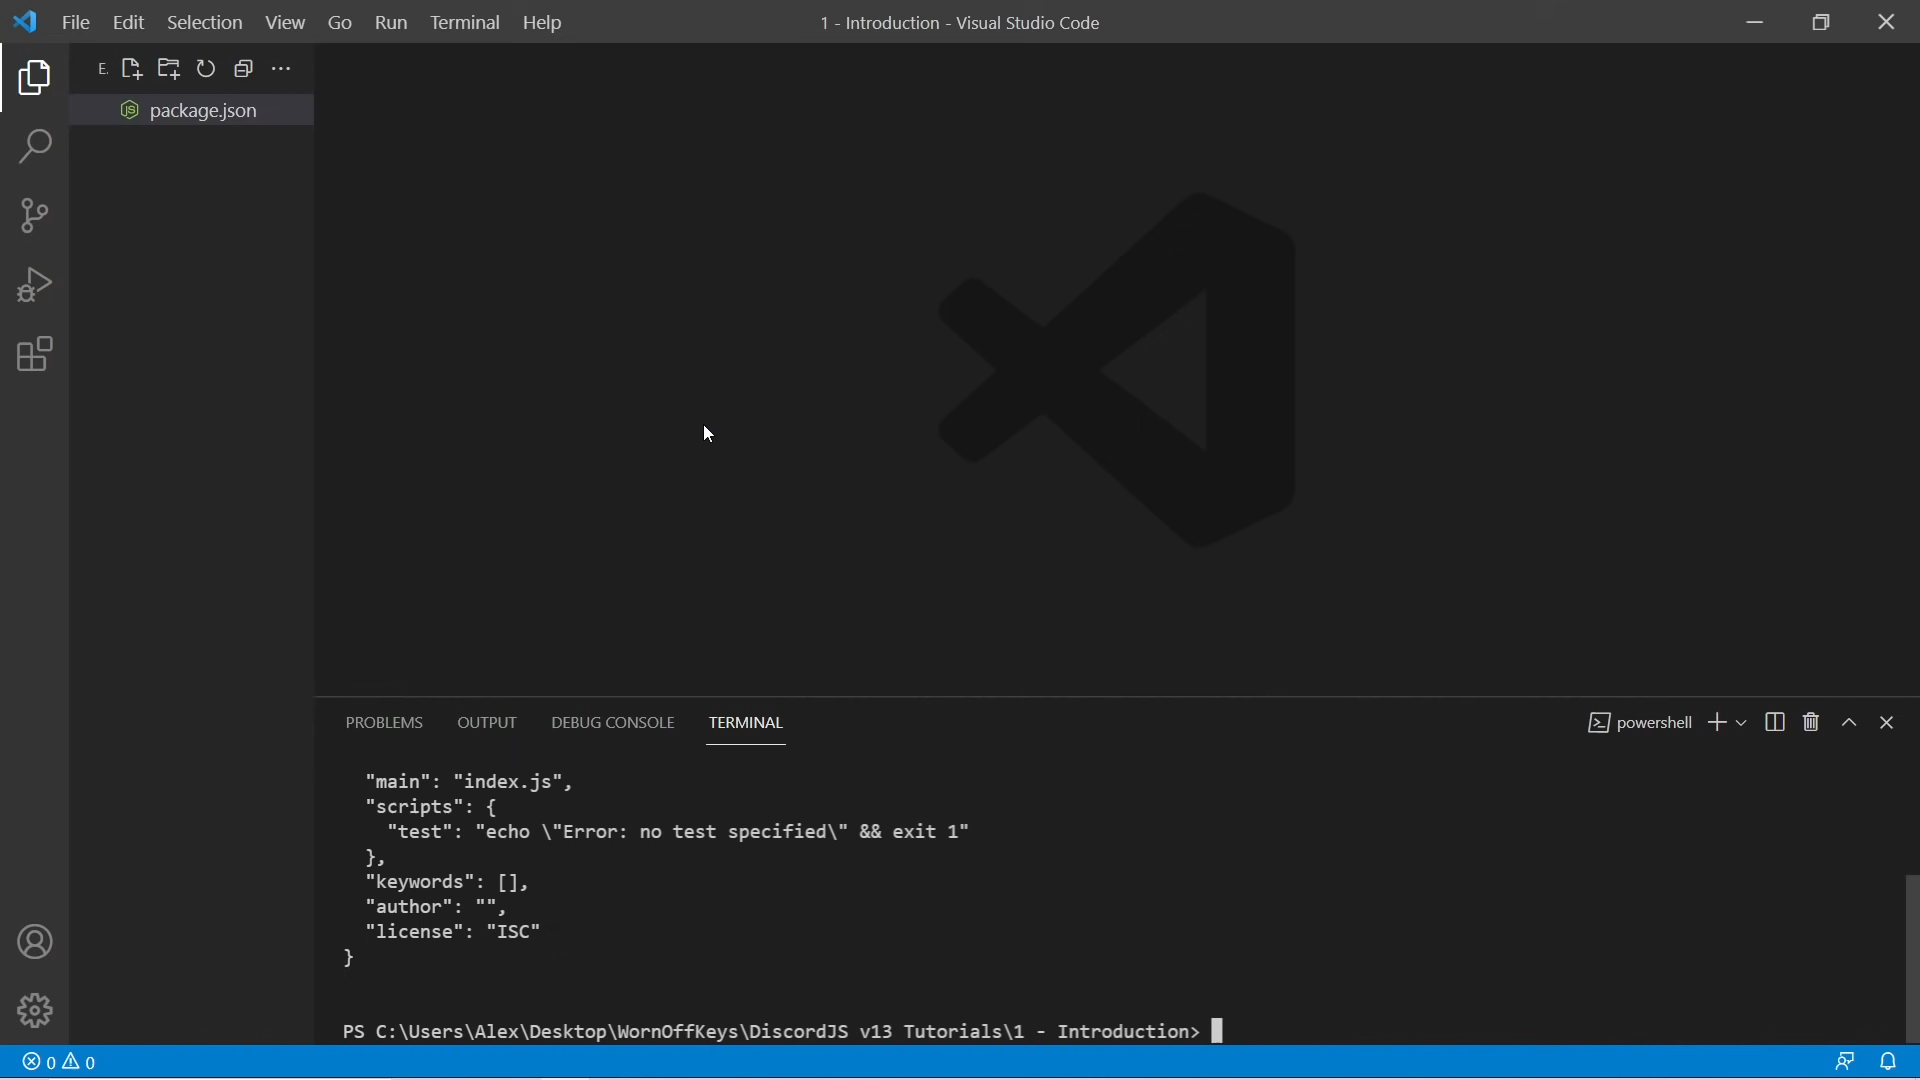 File Edit Selection View Go Run Terminal Help
1 - Introduction - Visual Studio Code
E.
package.json
PROBLEMS OUTPUT DEBUG CONSOLE TERMINAL
powershell
"main": "index.js",
"scripts": {
"test": "echo \"Error: no test specified\" && exit 1"
},
"keywords": [],
"author": "",
"license": "ISC"
}
PS C:\Users\Alex\Desktop\WornOffKeys\DiscordJS v13 Tutorials\1 - Introduction>
0 0